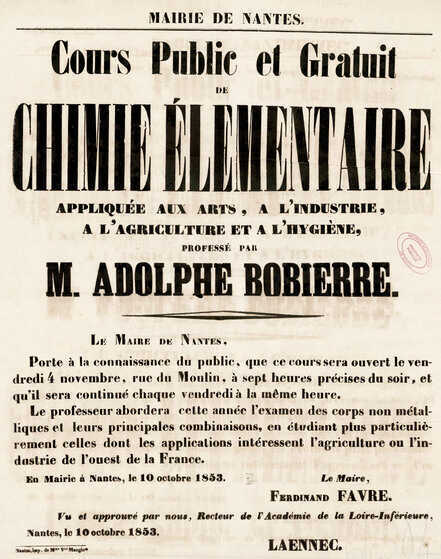 MAIRIE DE NANTES.
Cours Public et Gratuit
DE
CHIMIE ÉLEMENTAIRE
APPLIQUÉE AUX ARTS, A L'INDUSTRIE,
A L'AGRICULTURE ET A L'HYGIÈNE,
PROFESSÉ PAR
M. ADOLPHE BOBIERRE.
LE MAIRE DE NANTES,
Porte à la connaissance du public, que ce cours sera ouvert le ven-
dredi 4 novembre, rue du Moulin, à sept heures précises du soir, et
qu'il sera continué chaque vendredi à la même heure.
Le professeur abordera cette année l'examen des corps non métal-
liques et leurs principales combinaisons, en étudiant plus particuliè-
rement celles dont les applications intéressent l'agriculture ou l'in-
dustrie de l'ouest de la France.
En Mairie à Nantes, le 10 octobre 1853.
Le Maire,
FERDINAND FAVRE.
Vu et approuvé par nous, Recteur de l'Académie de la Loire-Inférieure,
Nantes, le 10 octobre 1853.
LAENNEC.
Nantes, imp. de